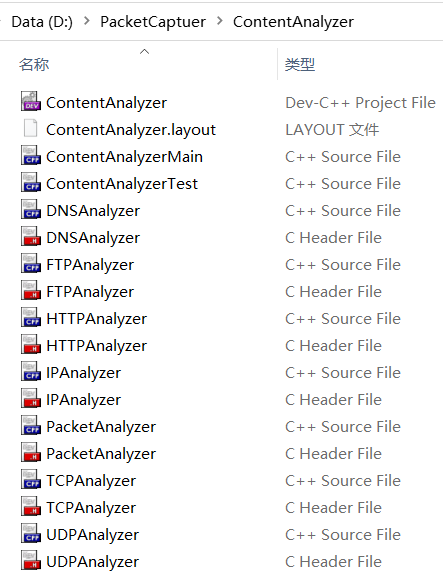 Data (D:) > PacketCaptuer > ContentAnalyzer
名称 类型
ContentAnalyzer Dev-C++ Project File
ContentAnalyzer.layout LAYOUT 文件
ContentAnalyzerMain C++ Source File
ContentAnalyzerTest C++ Source File
DNSAnalyzer C++ Source File
DNSAnalyzer C Header File
FTPAnalyzer C++ Source File
FTPAnalyzer C Header File
HTTPAnalyzer C++ Source File
HTTPAnalyzer C Header File
IPAnalyzer C++ Source File
IPAnalyzer C Header File
PacketAnalyzer C++ Source File
PacketAnalyzer C Header File
TCPAnalyzer C++ Source File
TCPAnalyzer C Header File
UDPAnalyzer C++ Source File
UDPAnalyzer C Header File